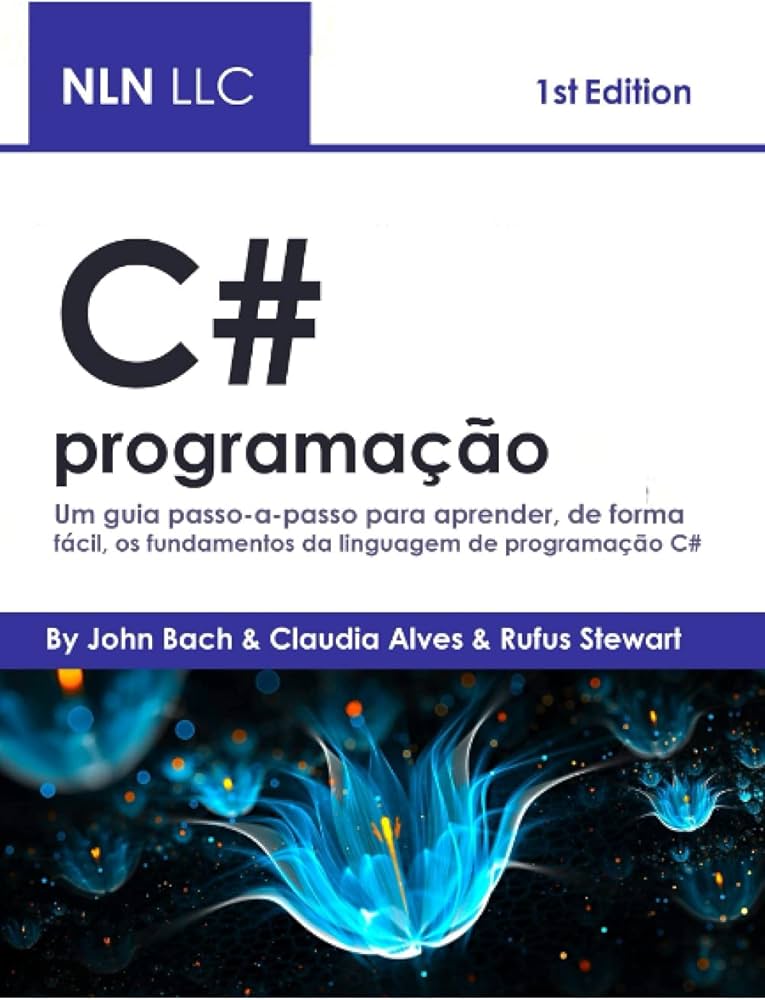 NLN LLC
1st Edition
C#
programação
Um guia passo-a-passo para aprender, de forma
fácil, os fundamentos da linguagem de programação C#
By John Bach & Claudia Alves & Rufus Stewart